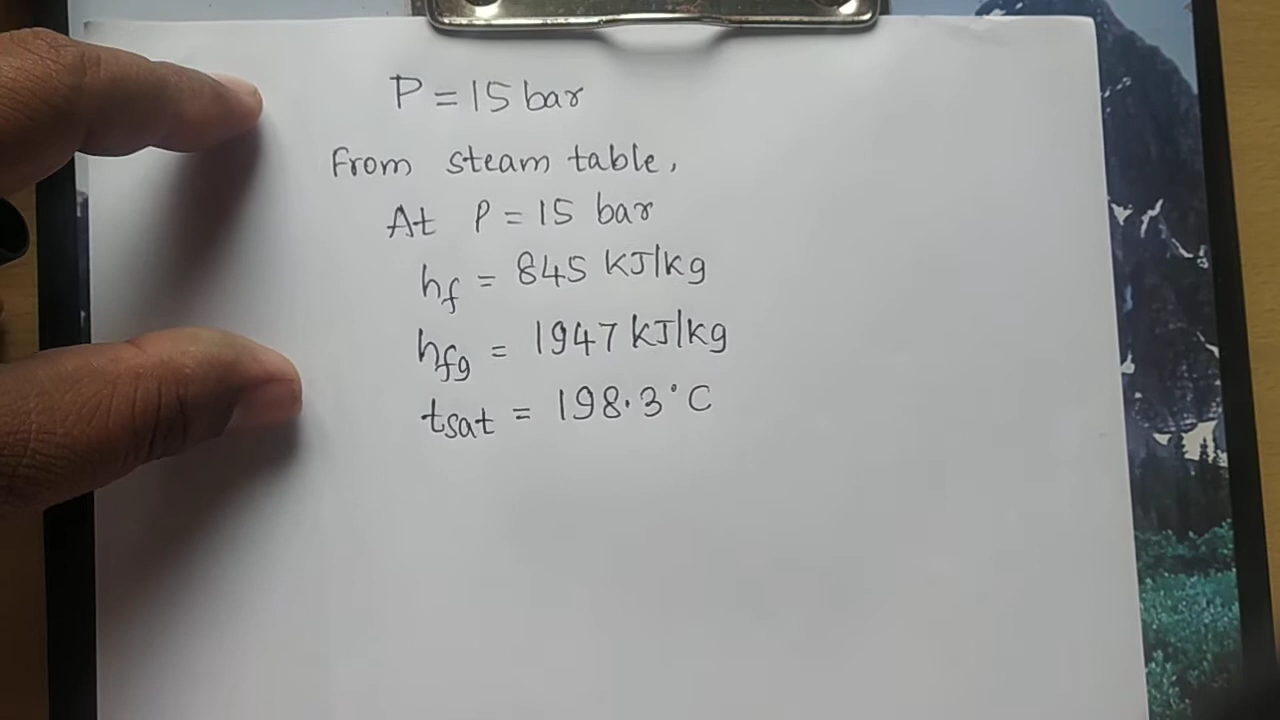 P = 15 bar
From steam table,
At P = 15 bar
hf = 845 KJ/kg
hfg = 1947 KJ/kg
tsat = 198.3°C